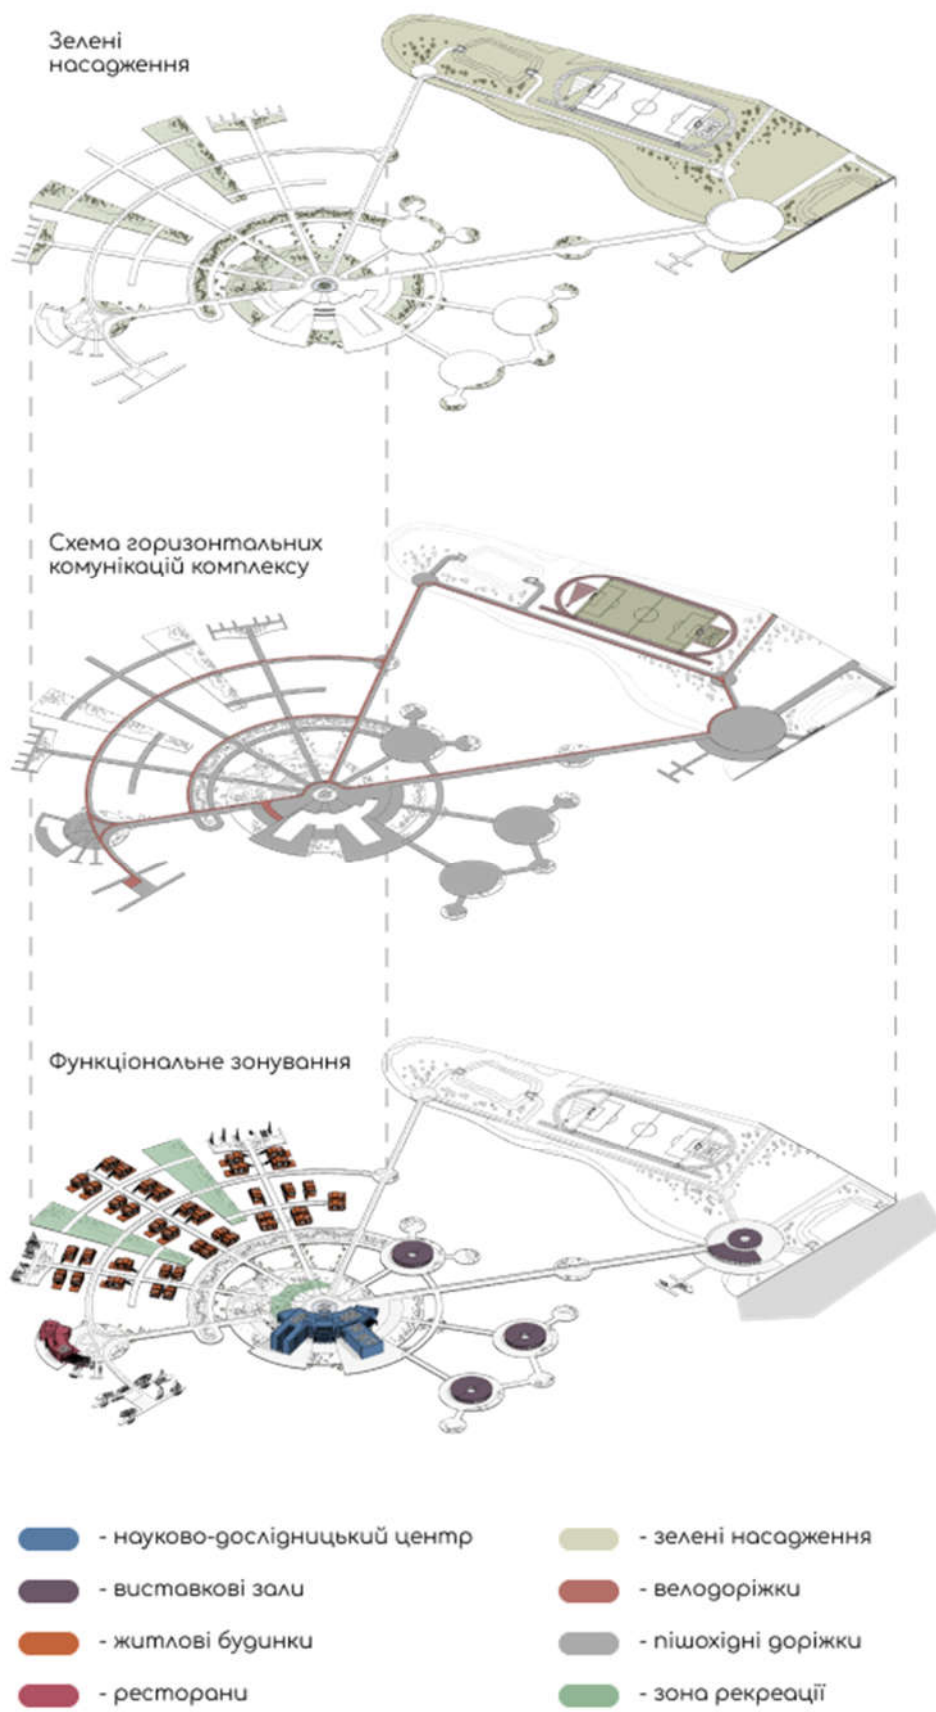 Зелені
насадження
Схема горизонтальних
комунікацій комплексу
Функціональне зонування
- науково-дослідницький центр
- виставкові зали
- житлові будинки
- ресторани
- зелені насадження
- велодоріжки
- пішохідні доріжки
- зона рекреації